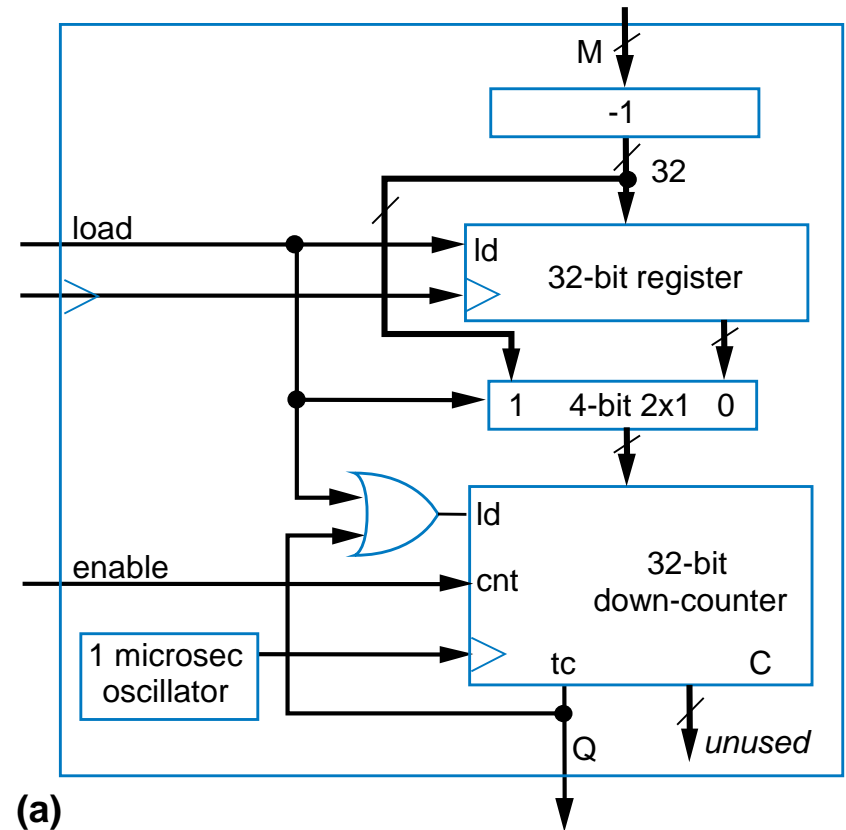 M
-1
32
load
ld
32-bit register
1 4-bit 2x1 0
ld
enable
cnt
32-bit
down-counter
1 microsec
oscillator
tc C
Q
unused
(a)